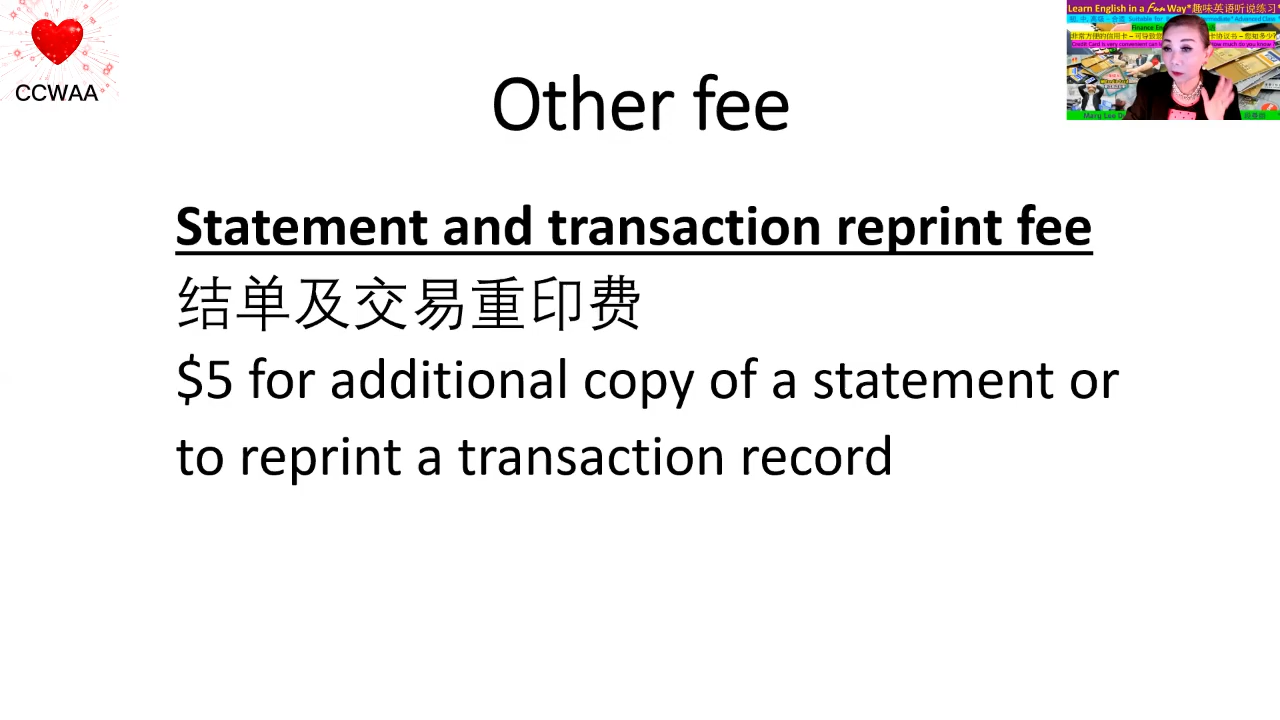 CCWAA
Learn English in a Fun Way*趣味英语听说练习*
Other fee
Statement and transaction reprint fee
结单及交易重印费
$5 for additional copy of a statement or
to reprint a transaction record